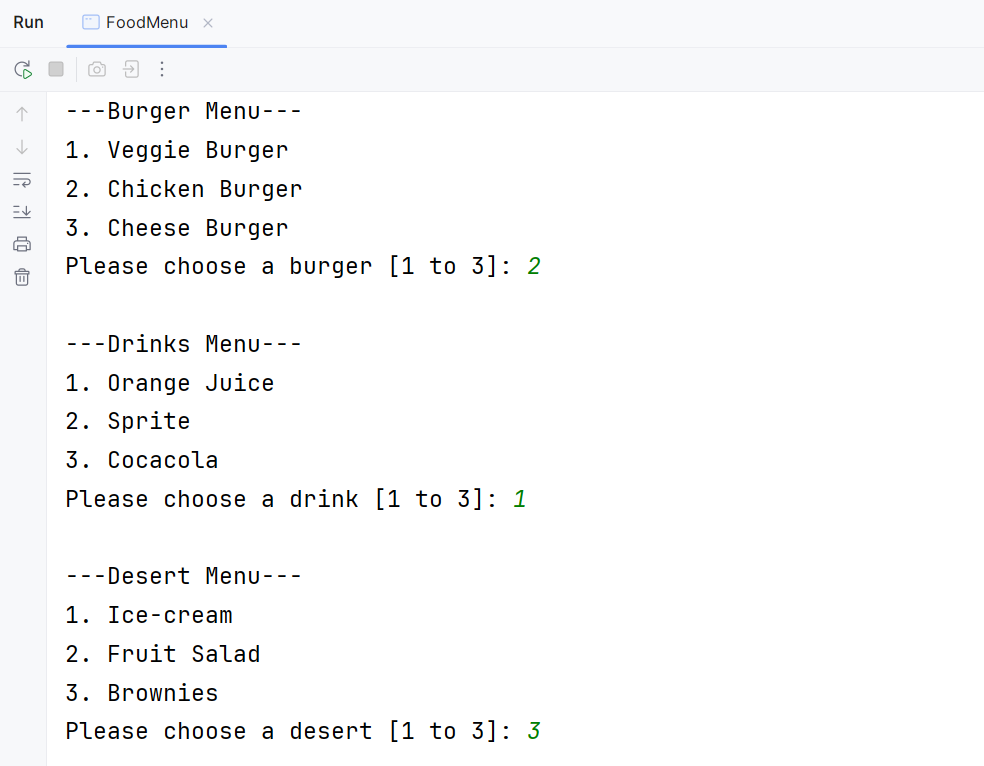 Run FoodMenu
---Burger Menu---
1. Veggie Burger
2. Chicken Burger
3. Cheese Burger
Please choose a burger [1 to 3]: 2
---Drinks Menu---
1. Orange Juice
2. Sprite
3. Cocacola
Please choose a drink [1 to 3]: 1
---Desert Menu---
1. Ice-cream
2. Fruit Salad
3. Brownies
Please choose a desert [1 to 3]: 3